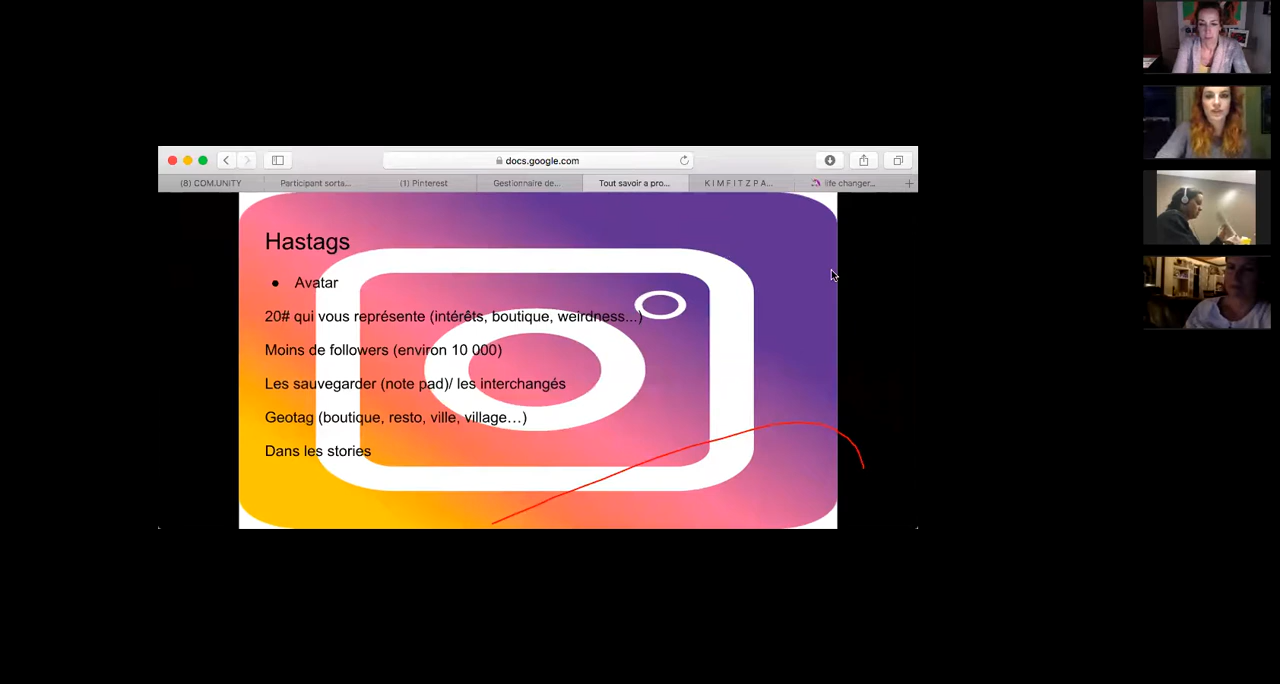 docs.google.com
(8) COM.UNITY
Participant sorta...
(1) Pinterest
Gestionnaire de...
Tout savoir a pro...
K I M F I T Z P A...
life changer...
Hastags
● Avatar
20# qui vous représente (intérêts, boutique, weirdness...)
Moins de followers (environ 10 000)
Les sauvegarder (note pad)/ les interchangés
Geotag (boutique, resto, ville, village…)
Dans les stories